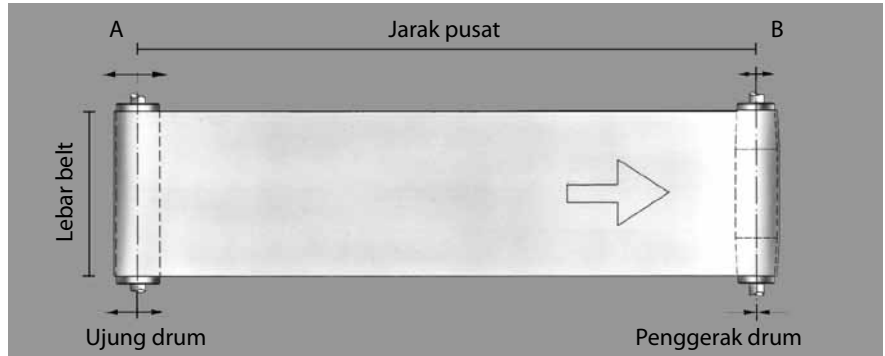 A
Jarak pusat
B
Lebar belt
Ujung drum
Penggerak drum